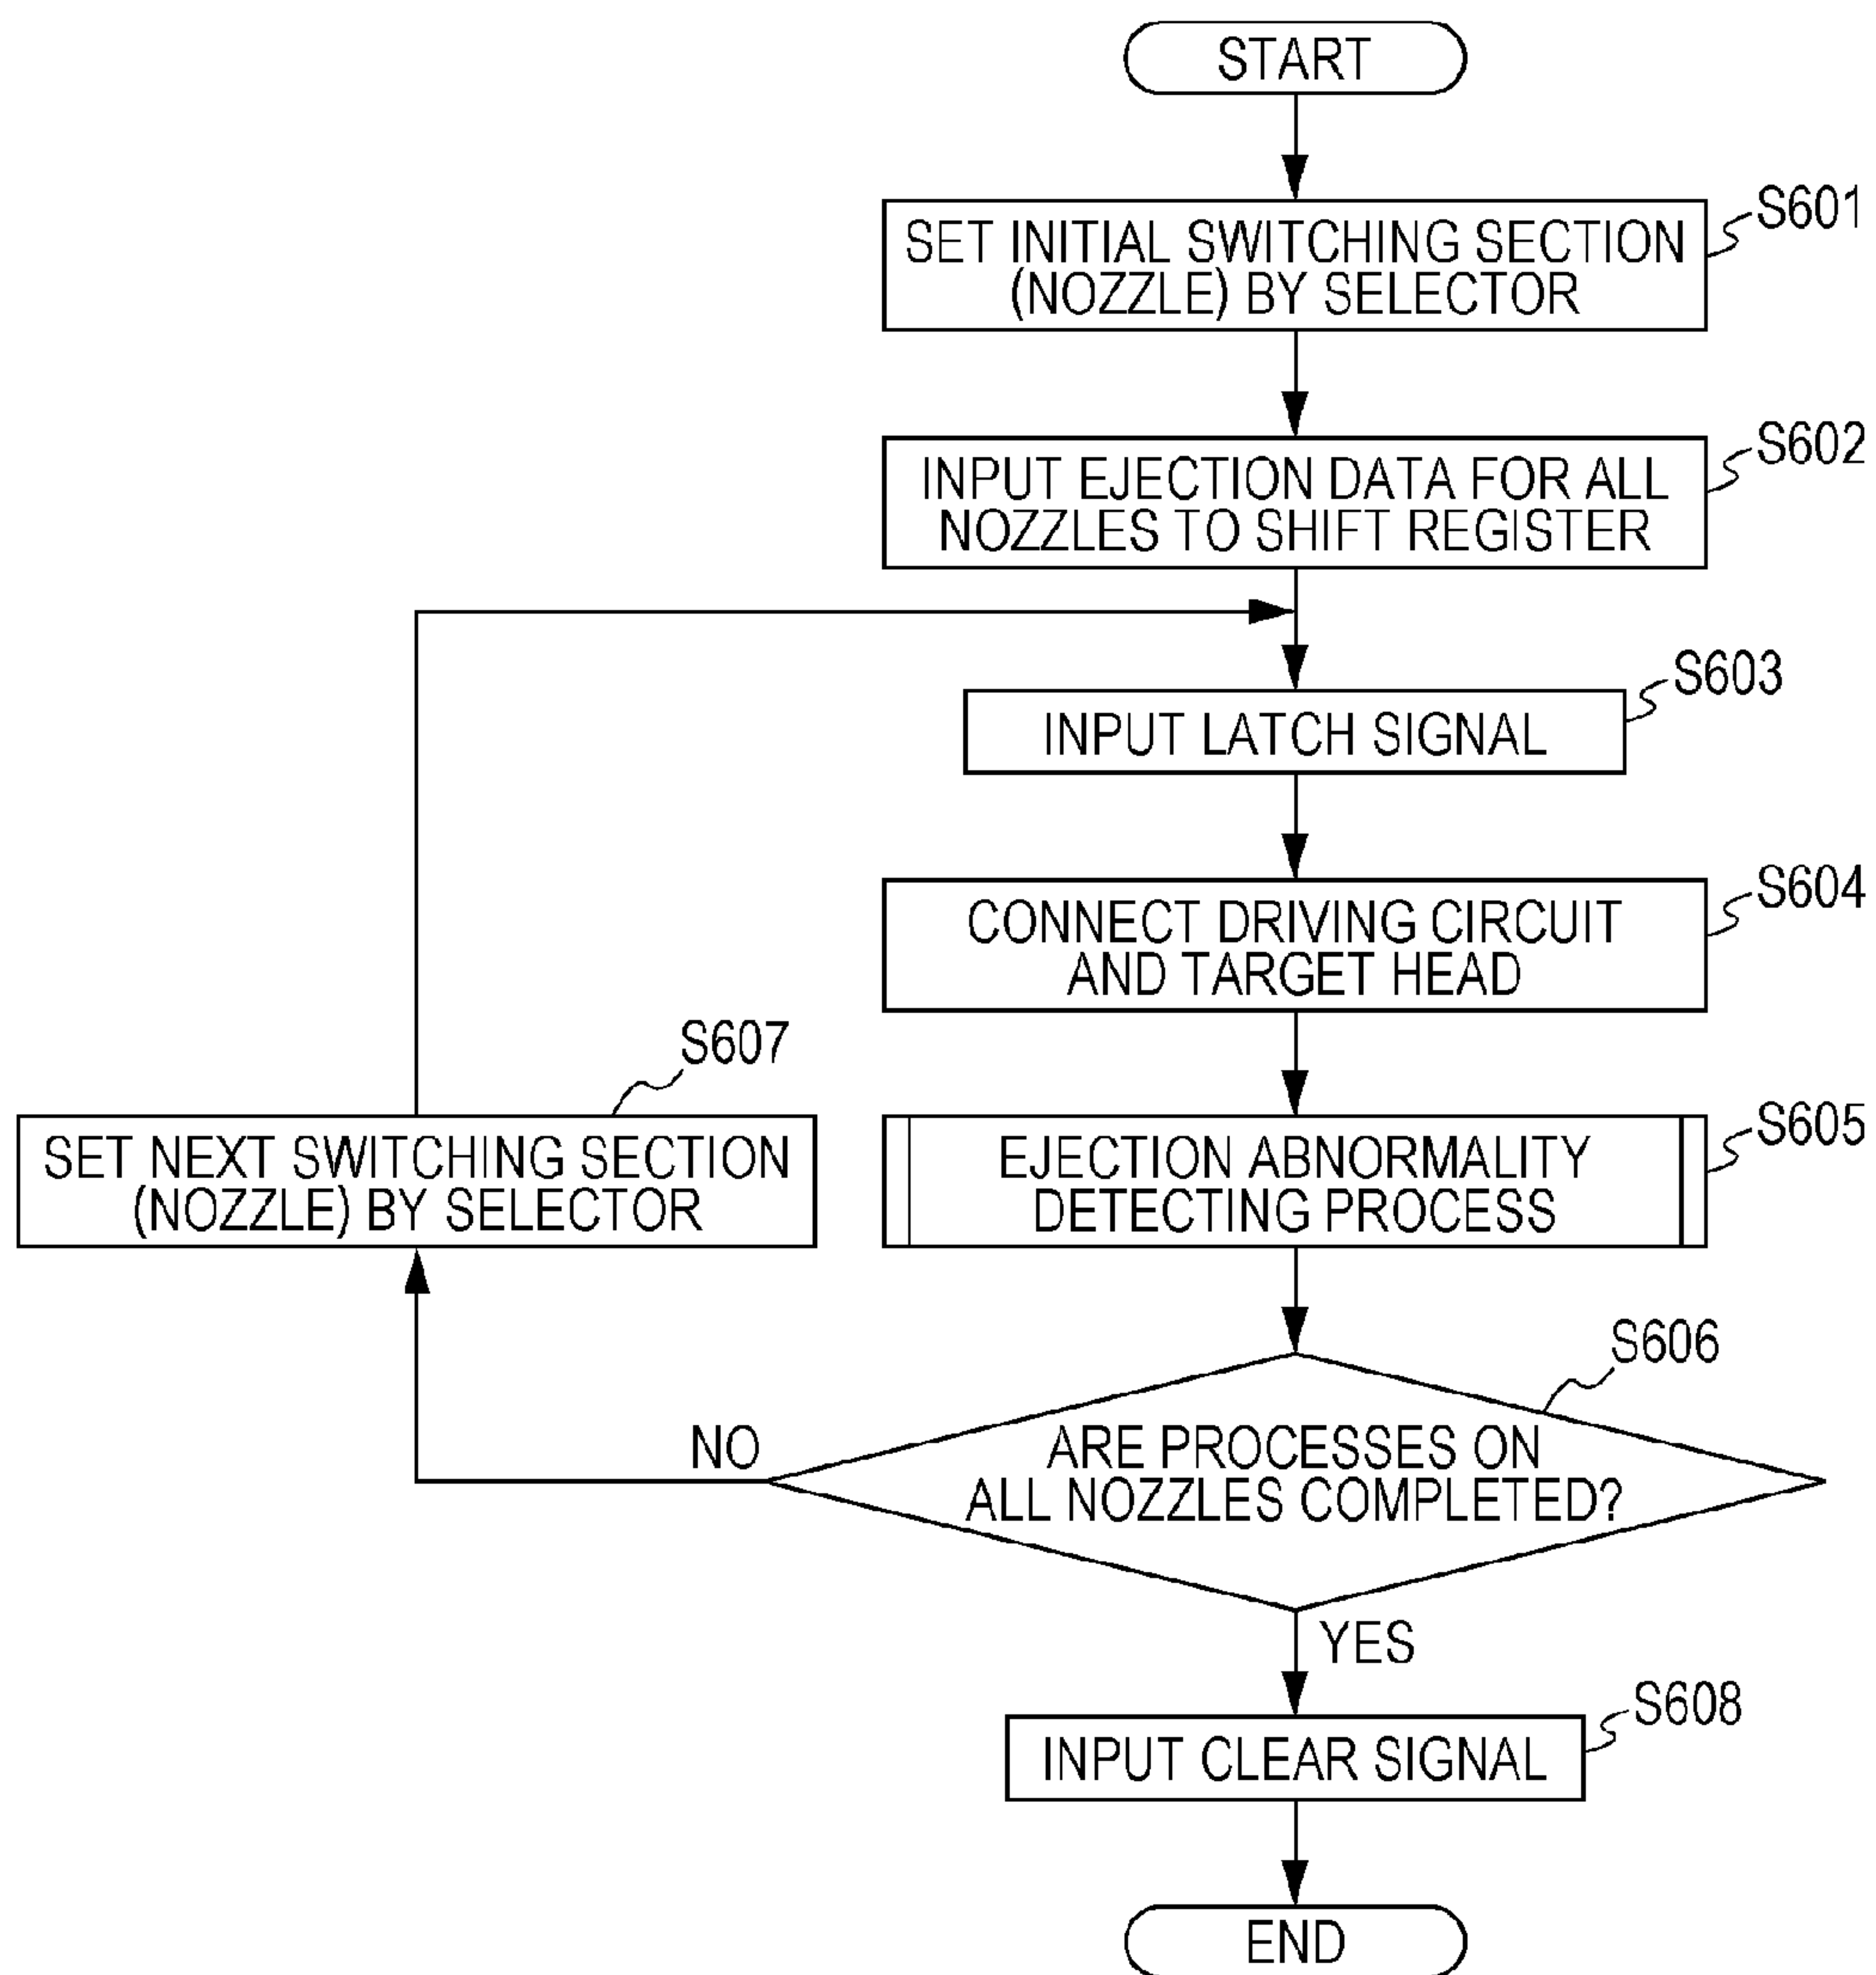 START
S601
SET INITIAL SWITCHING SECTION
(NOZZLE) BY SELECTOR
S602
INPUT EJECTION DATA FOR ALL
NOZZLES TO SHIFT REGISTER
S603
INPUT LATCH SIGNAL
S604
CONNECT DRIVING CIRCUIT
AND TARGET HEAD
S607
SET NEXT SWITCHING SECTION
(NOZZLE) BY SELECTOR
S605
EJECTION ABNORMALITY
DETECTING PROCESS
S606
NO
ARE PROCESSES ON
ALL NOZZLES COMPLETED?
YES
S608
INPUT CLEAR SIGNAL
END